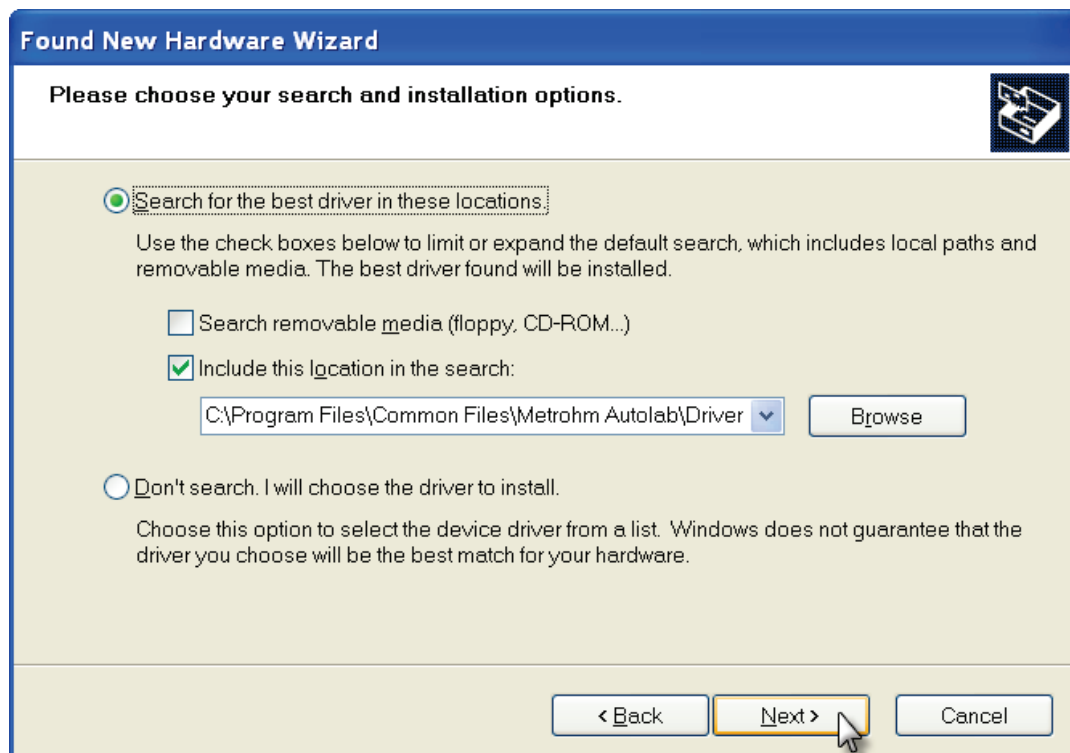 Found New Hardware Wizard
Please choose your search and installation options.
Search for the best driver in these locations.
Use the check boxes below to limit or expand the default search, which includes local paths and
removable media. The best driver found will be installed.
Search removable media (floppy, CD-ROM...)
Include this location in the search:
C:\Program Files\Common Files\Metrohm Autolab\Driver
Browse
Don't search. I will choose the driver to install.
Choose this option to select the device driver from a list. Windows does not guarantee that the
driver you choose will be the best match for your hardware.
< Back
Next >
Cancel